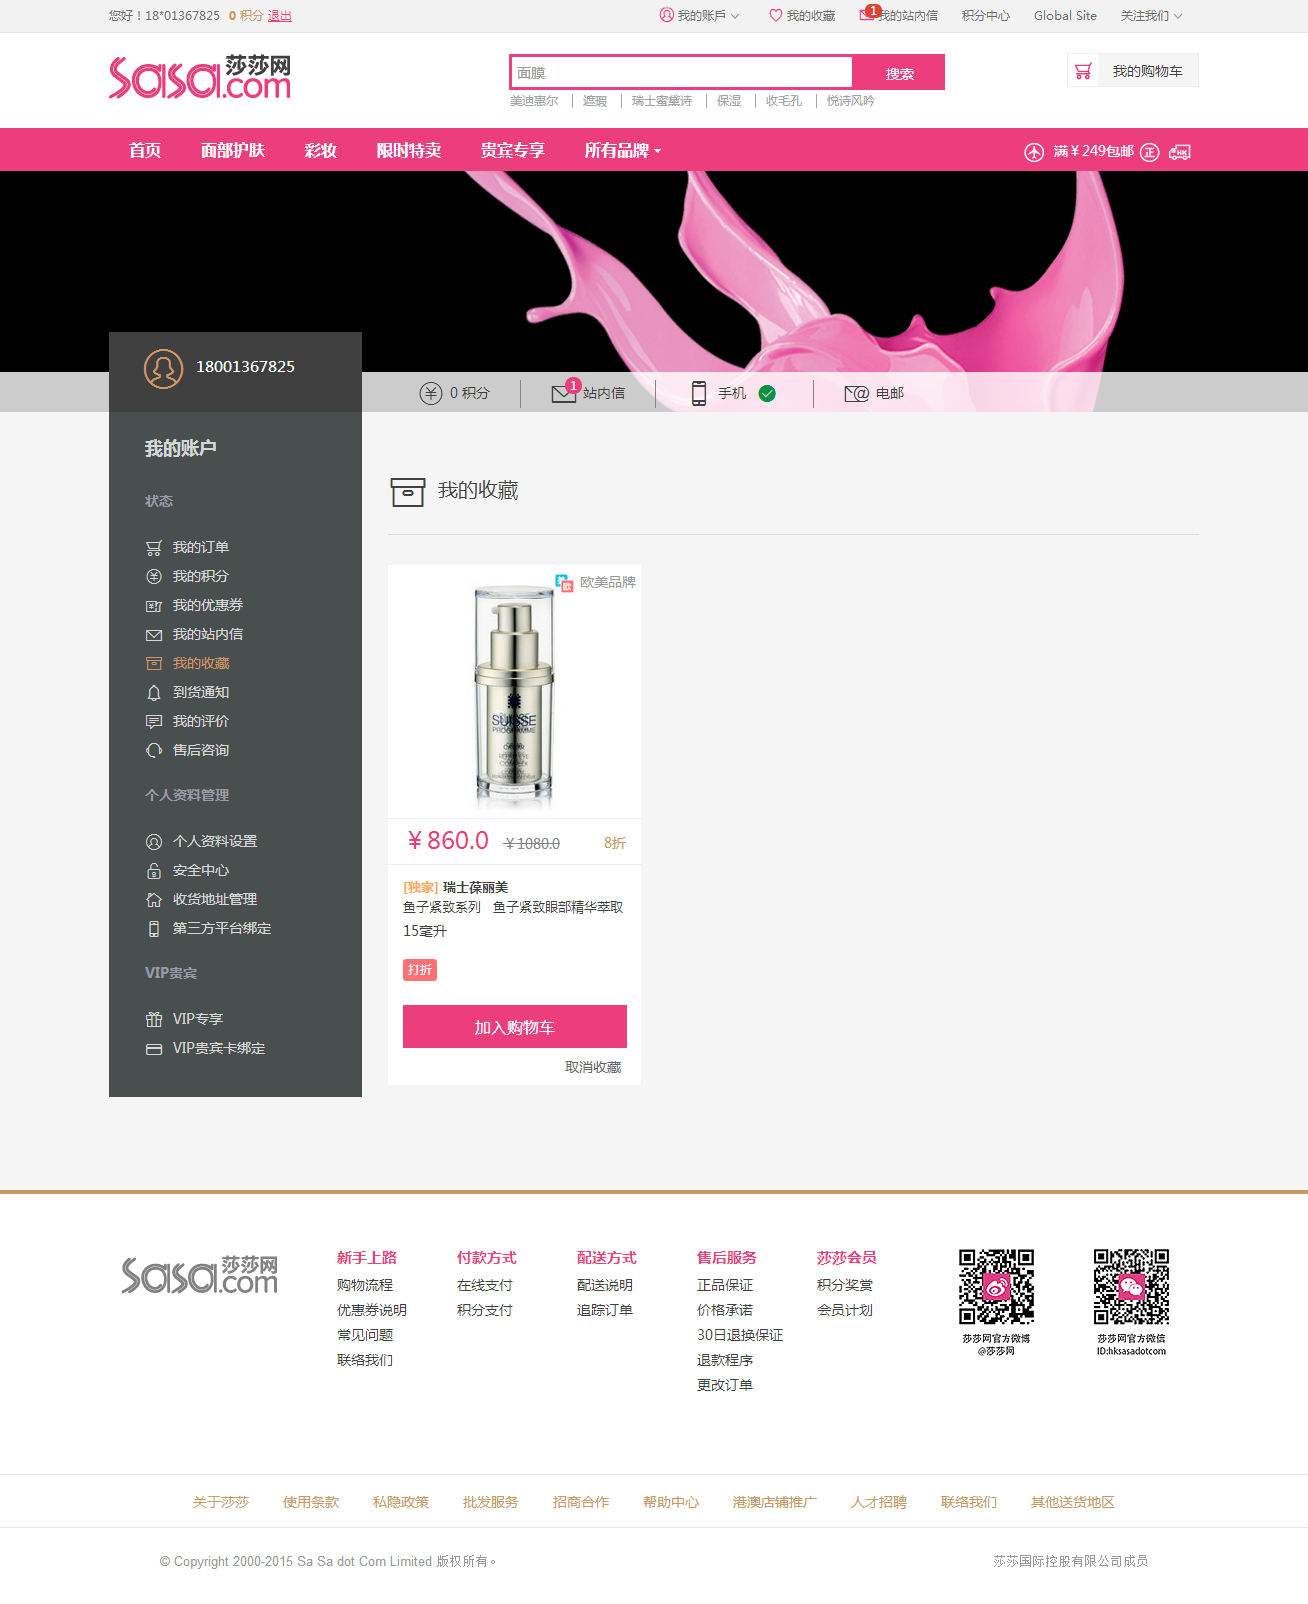 您好！18*01367825 0 积分 退出
我的账戶 我的收藏 1 我的站内信 积分中心 Global Site 关注我们
Sasa.com 莎莎网
面膜 搜索
我的购物车
美迪惠尔 遮瑕 瑞士蜜黛诗 保湿 收毛孔 悦诗风吟
首页 面部护肤 彩妆 限时特卖 贵宾专享 所有品牌
满￥249包邮 正 HK
18001367825
0 积分 1 站内信 手机 电邮
我的账户
状态
我的订单
我的积分
我的优惠券
我的站内信
我的收藏
到货通知
我的评价
售后咨询
个人资料管理
个人资料设置
安全中心
收货地址管理
第三方平台绑定
VIP贵宾
VIP专享
VIP贵宾卡绑定
我的收藏
美 欧 欧美品牌
SUISSE
PROGRAMME
￥860.0 ￥1080.0 8折
[独家] 瑞士葆丽美
鱼子紧致系列 鱼子紧致眼部精华萃取
15毫升
打折
加入购物车
取消收藏
Sasa.com 莎莎网
新手上路
购物流程
优惠券说明
常见问题
联络我们
付款方式
在线支付
积分支付
配送方式
配送说明
追踪订单
售后服务
正品保证
价格承诺
30日退换保证
退款程序
更改订单
莎莎会员
积分奖赏
会员计划
莎莎网官方微博
@莎莎网
莎莎网官方微信
ID:hksasadotcom
关于莎莎 使用条款 私隐政策 批发服务 招商合作 帮助中心 港澳店铺推广 人才招聘 联络我们 其他送货地区
© Copyright 2000-2015 Sa Sa dot Com Limited 版权所有。
莎莎国际控股有限公司成员